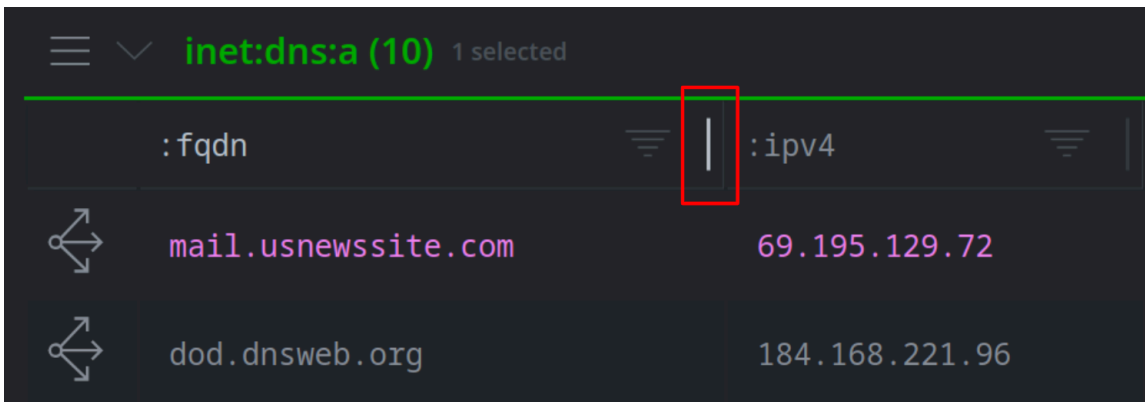 inet:dns:a (10) 1 selected
:fqdn :ipv4
mail.usnewssite.com 69.195.129.72
dod.dnsweb.org 184.168.221.96